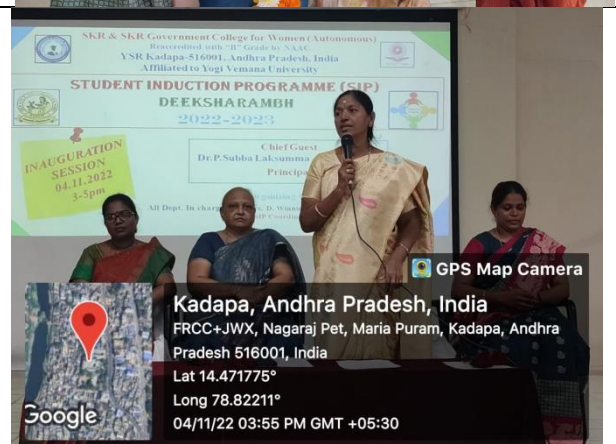 SKR & SKR Government College for Women (Autonomous)
Reaccredited with "B" Grade by NAAC
YSR Kadapa-516001, Andhra Pradesh, India
Affiliated to Yogi Vemana University
STUDENT INDUCTION PROGRAMME (SIP)
DEEKSHARAMBH
2022-2023
INAUGURATION
SESSION
04.11.2022
3-5pm
Chief Guest
Dr.P.Subba Laksumma
Principa
All Dept. In charg
GPS Map Camera
Kadapa, Andhra Pradesh, India
FRCC+JWX, Nagaraj Pet, Maria Puram, Kadapa, Andhra
Pradesh 516001, India
Lat 14.471775°
Long 78.82211°
04/11/22 03:55 PM GMT +05:30
Google